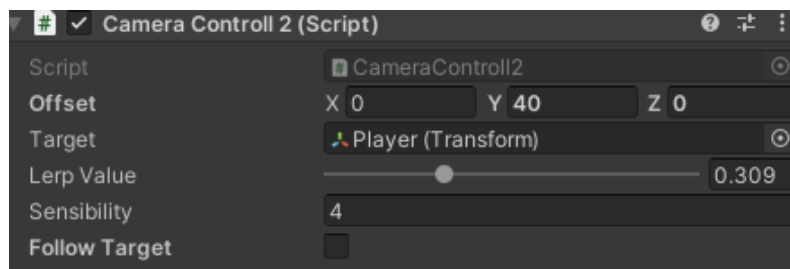 # Camera Controll 2 (Script)
Script CameraControll2
Offset X 0 Y 40 Z 0
Target Player (Transform)
Lerp Value 0.309
Sensibility 4
Follow Target